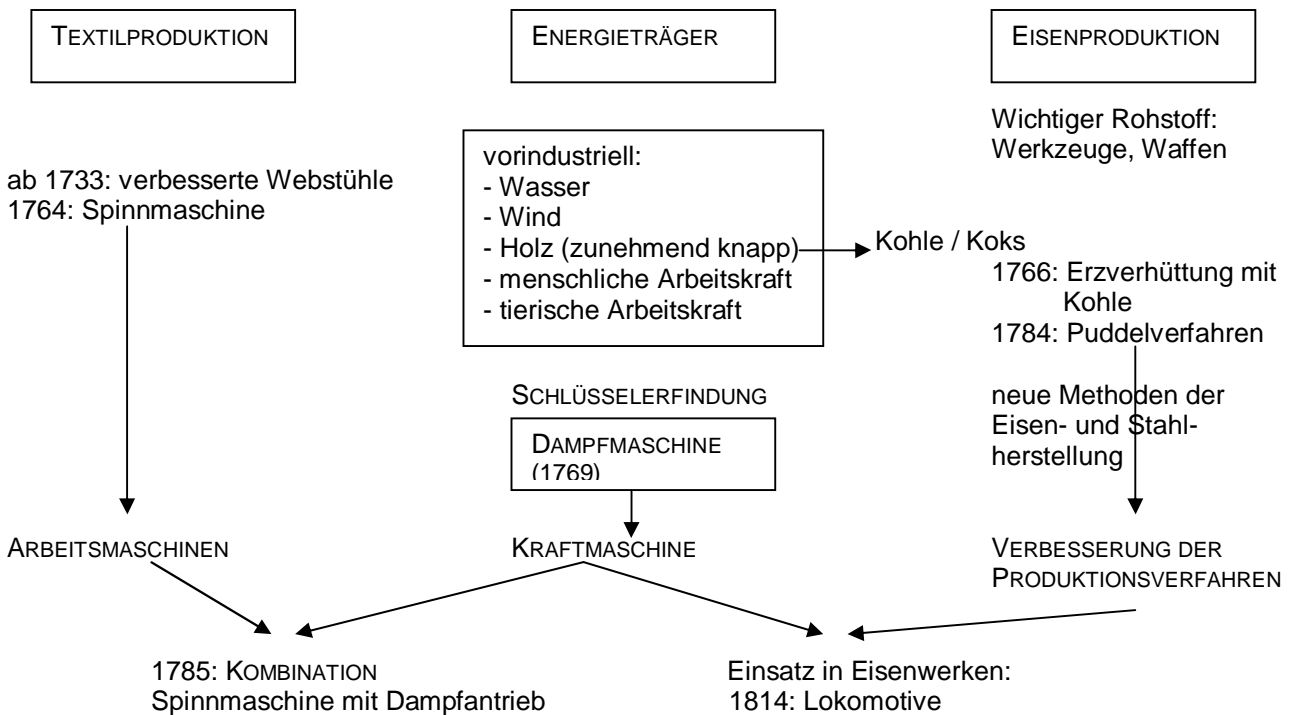 TEXTILPRODUKTION
ENERGIETRÄGER
EISENPRODUKTION
ab 1733: verbesserte Webstühle
1764: Spinnmaschine
vorindustriell:
- Wasser
- Wind
- Holz (zunehmend knapp)
- menschliche Arbeitskraft
- tierische Arbeitskraft
Kohle / Koks
Wichtiger Rohstoff:
Werkzeuge, Waffen
1766: Erzverhüttung mit
Kohle
1784: Puddelverfahren
neue Methoden der
Eisen- und Stahl-
herstellung
SCHLÜSSELERFINDUNG
DAMPFMASCHINE
(1769)
ARBEITSMASCHINEN
KRAFTMASCHINE
VERBESSERUNG DER
PRODUKTIONSVERFAHREN
1785: KOMBINATION
Spinnmaschine mit Dampfantrieb
Einsatz in Eisenwerken:
1814: Lokomotive